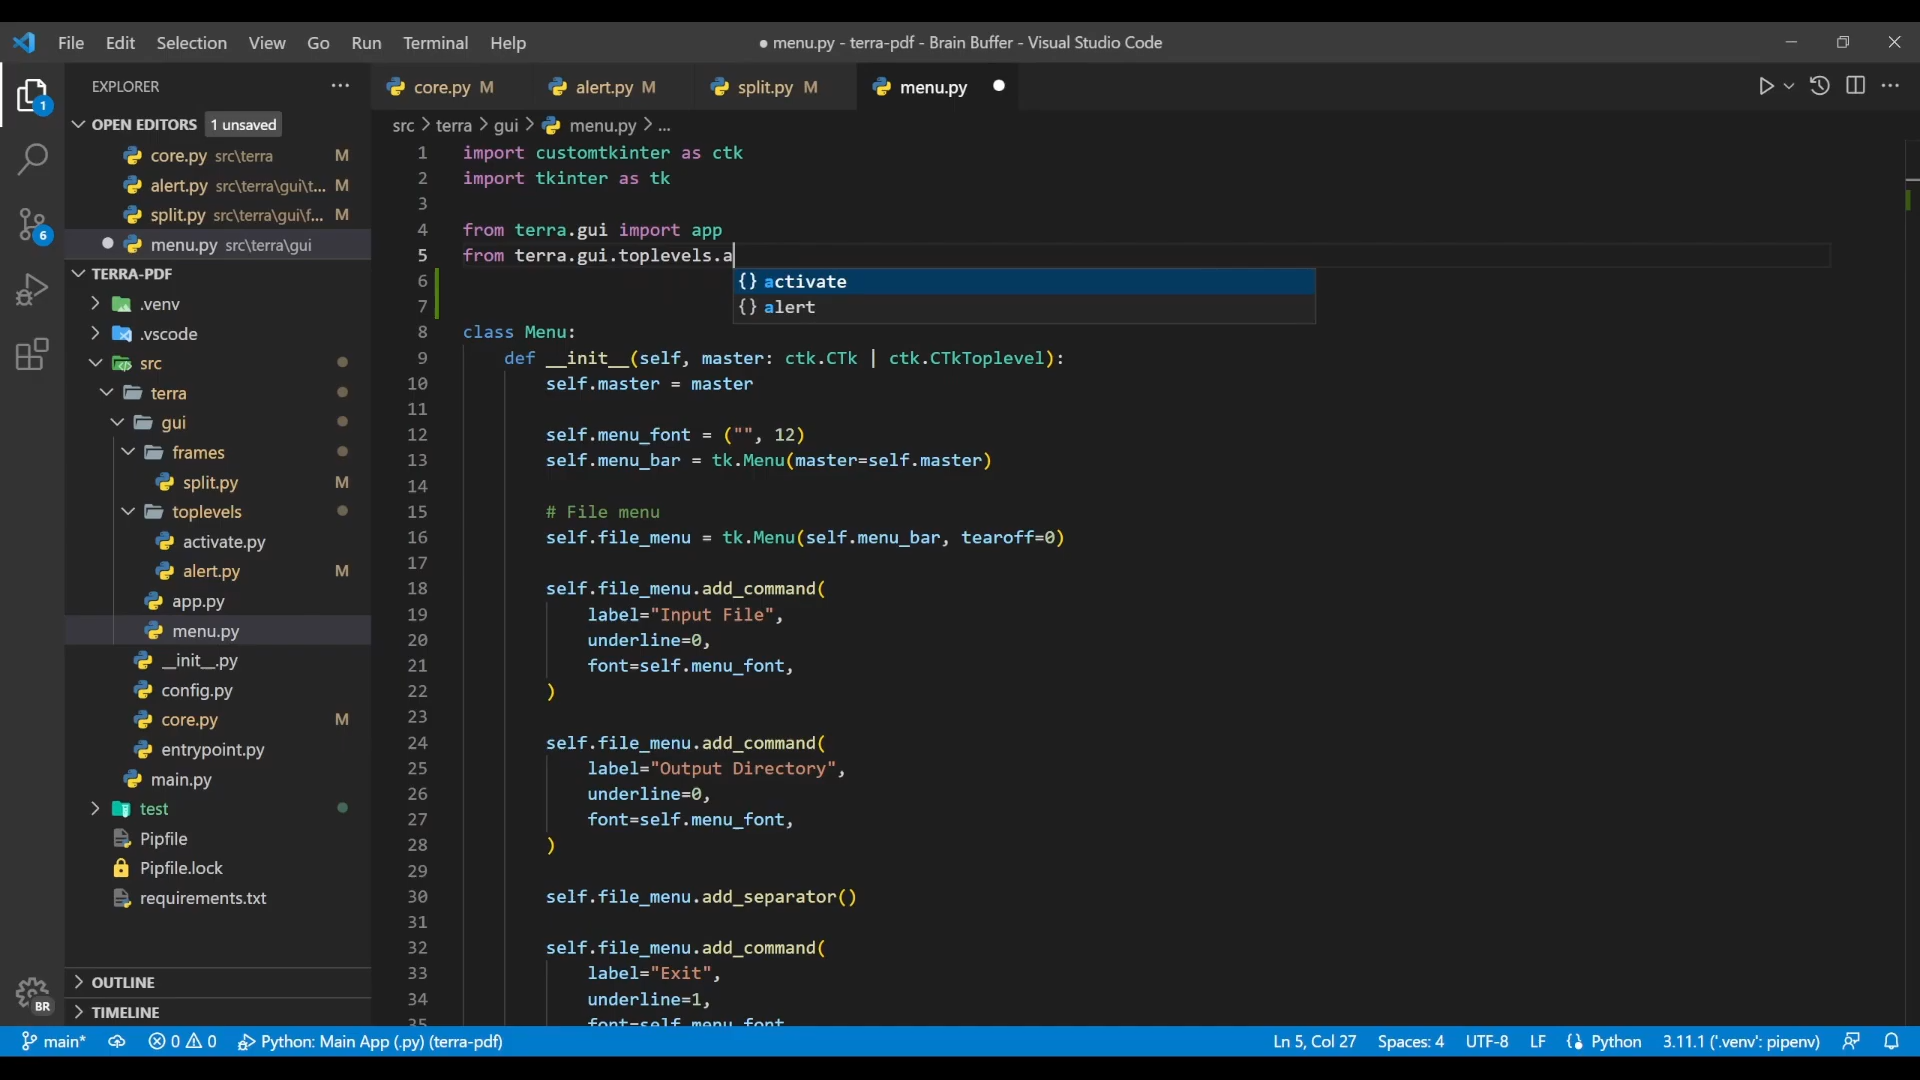 File Edit Selection View Go Run Terminal Help
● menu.py - terra-pdf - Brain Buffer - Visual Studio Code
EXPLORER
core.py M alert.py M split.py M menu.py
1
OPEN EDITORS 1 unsaved
core.py src\terra M
alert.py src\terra\gui\t... M
split.py src\terra\gui\f... M
menu.py src\terra\gui
6
TERRA-PDF
.venv
.vscode
src
terra
gui
frames
split.py M
toplevels
activate.py
alert.py M
app.py
menu.py
__init__.py
config.py
core.py M
entrypoint.py
main.py
test
Pipfile
Pipfile.lock
requirements.txt
OUTLINE
TIMELINE
BR
src > terra > gui > menu.py > ...
1 import customtkinter as ctk
2 import tkinter as tk
3
4 from terra.gui import app
5 from terra.gui.toplevels.a
6
7
{} activate
{} alert
8 class Menu:
9 def __init__(self, master: ctk.CTk | ctk.CTkToplevel):
10 self.master = master
11
12 self.menu_font = ("", 12)
13 self.menu_bar = tk.Menu(master=self.master)
14
15 # File menu
16 self.file_menu = tk.Menu(self.menu_bar, tearoff=0)
17
18 self.file_menu.add_command(
19 label="Input File",
20 underline=0,
21 font=self.menu_font,
22 )
23
24 self.file_menu.add_command(
25 label="Output Directory",
26 underline=0,
27 font=self.menu_font,
28 )
29
30 self.file_menu.add_separator()
31
32 self.file_menu.add_command(
33 label="Exit",
34 underline=1,
35 font=self.menu_font
main* 0 0 Python: Main App (.py) (terra-pdf) Ln 5, Col 27 Spaces: 4 UTF-8 LF Python 3.11.1 ('.venv': pipenv)